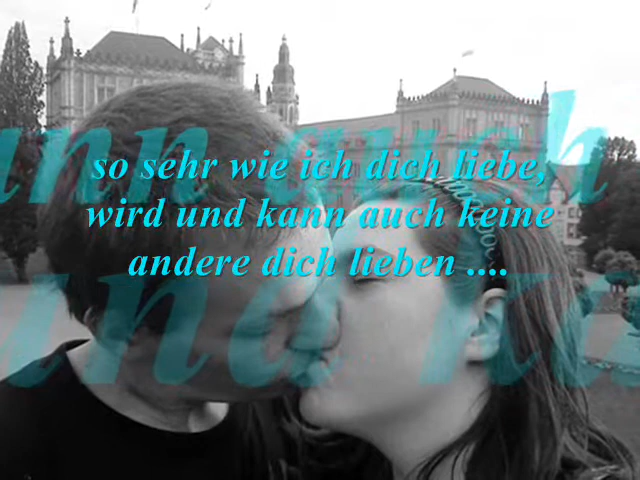 so sehr wie ich dich liebe,
wird und kann auch keine
andere dich lieben ....